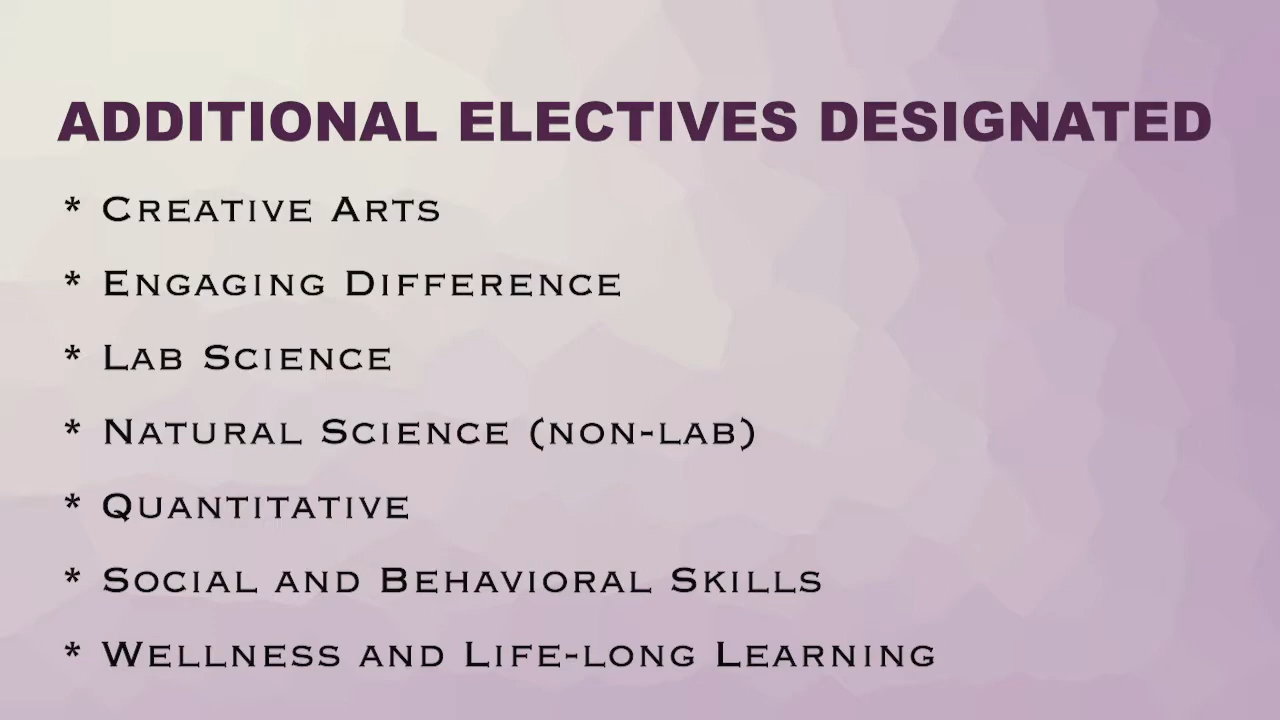 ADDITIONAL ELECTIVES DESIGNATED
* Creative Arts
* Engaging Difference
* Lab Science
* Natural Science (non-lab)
* Quantitative
* Social and Behavioral Skills
* Wellness and Life-long Learning